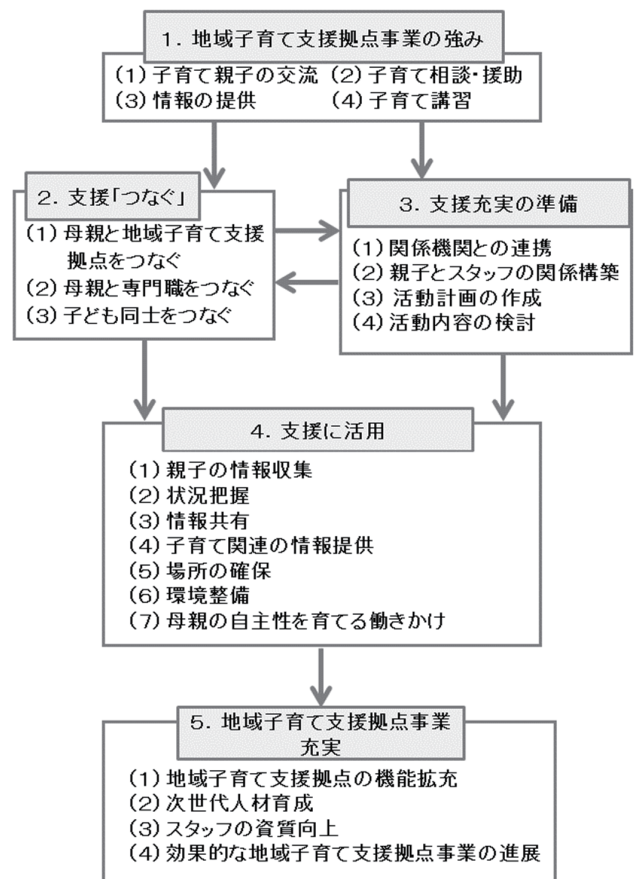 1．地域子育て支援拠点事業の強み
(1)子育て親子の交流 (2)子育て相談・援助
(3)情報の提供 (4)子育て講習
2．支援「つなぐ」
(1)母親と地域子育て支援
拠点をつなぐ
(2)母親と専門職をつなぐ
(3)子ども同士をつなぐ
3．支援充実の準備
(1)関係機関との連携
(2)親子とスタッフの関係構築
(3)活動計画の作成
(4)活動内容の検討
4．支援に活用
(1)親子の情報収集
(2)状況把握
(3)情報共有
(4)子育て関連の情報提供
(5)場所の確保
(6)環境整備
(7)母親の自主性を育てる働きかけ
5．地域子育て支援拠点事業
充実
(1)地域子育て支援拠点の機能拡充
(2)次世代人材育成
(3)スタッフの資質向上
(4)効果的な地域子育て支援拠点事業の進展